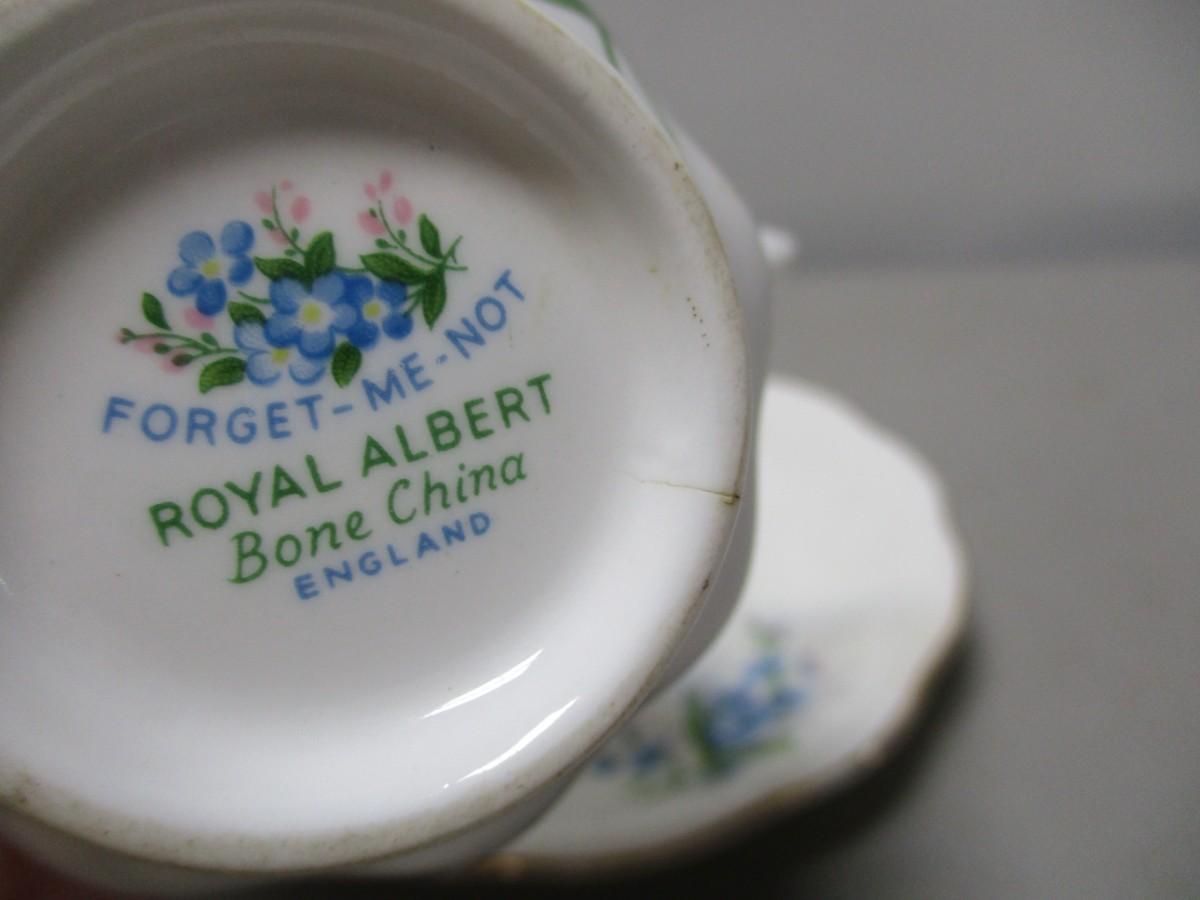 FORGET-ME-NOT
ROYAL ALBERT
Bone China
ENGLAND